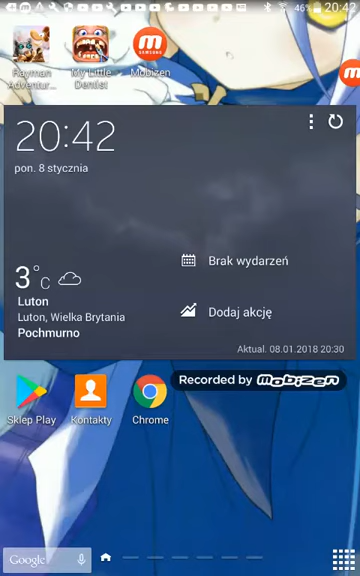 46% 20:42
Rayman Adventur...
My Little Dentist
Mobizen
20:42
pon. 8 stycznia
3°C
Luton
Luton, Wielka Brytania
Pochmurno
Brak wydarzeń
Dodaj akcję
Aktual. 08.01.2018 20:30
Recorded by mobizen
Sklep Play
Kontakty
Chrome
Google